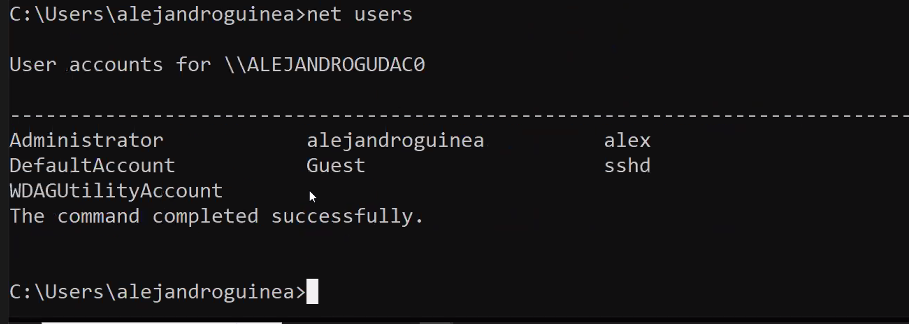 C:\Users\alejandroguinea>net users
User accounts for \\ALEJANDROGUDAC0
-------------------------------------------------------------------------------
Administrator            alejandroguinea          alex
DefaultAccount           Guest                    sshd
WDAGUtilityAccount
The command completed successfully.
C:\Users\alejandroguinea>